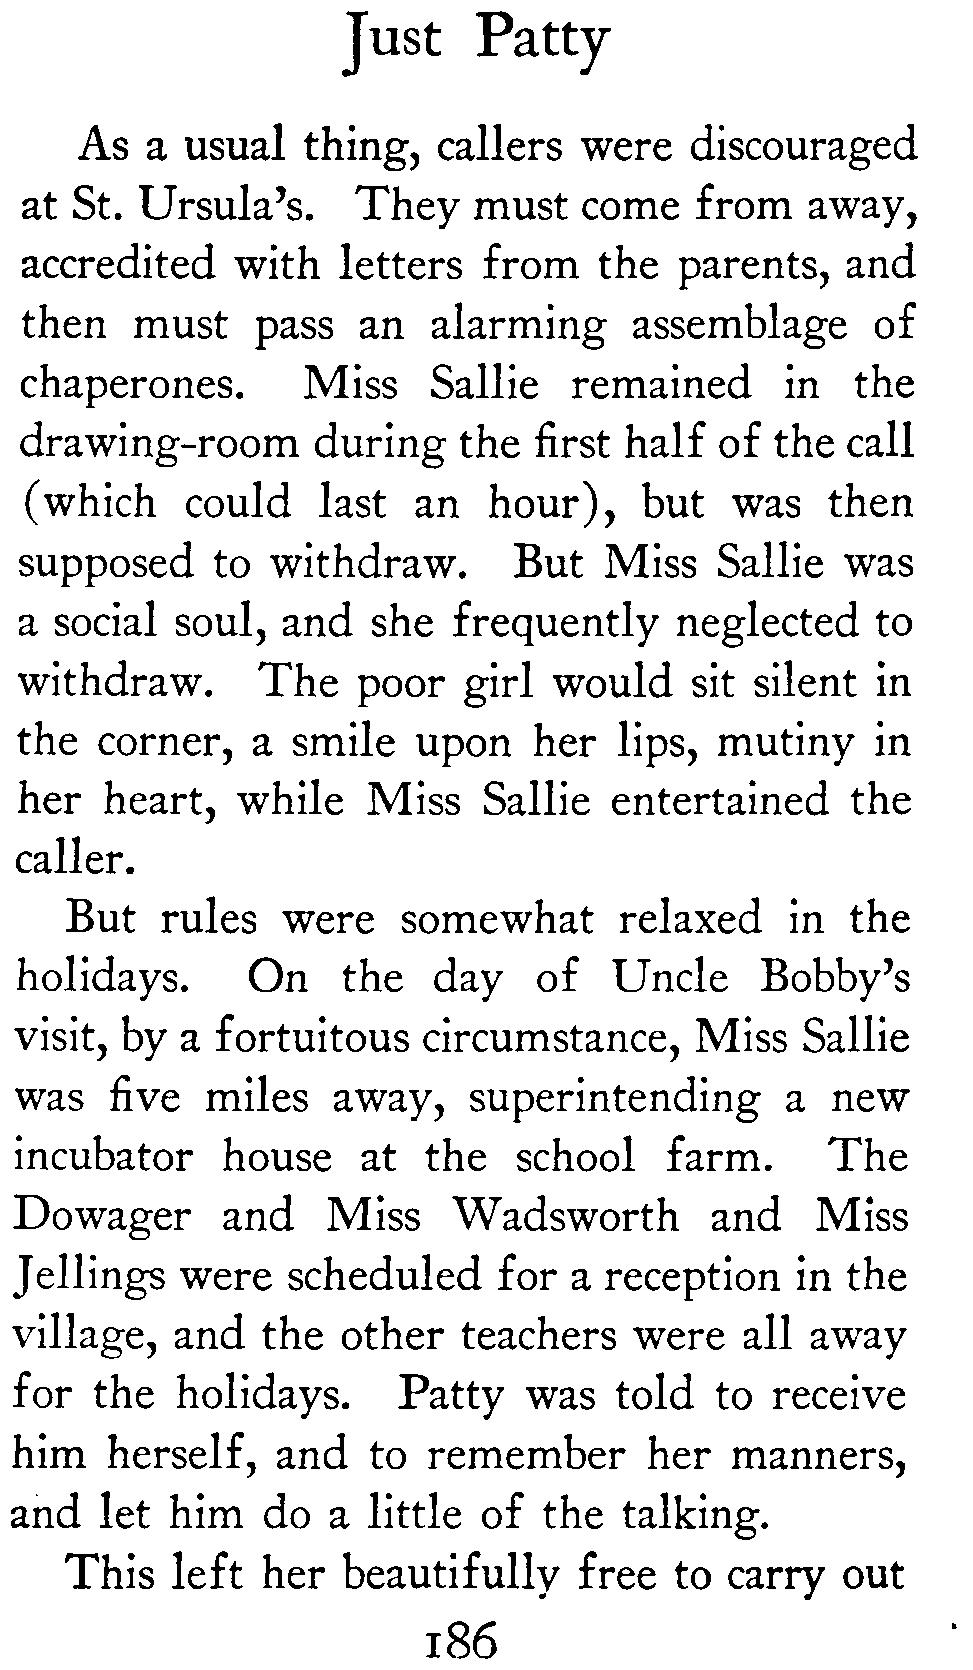 Just Patty
As a usual thing, callers were discouraged
at St. Ursula's. They must come from away,
accredited with letters from the parents, and
then must pass an alarming assemblage of
chaperones. Miss Sallie remained in the
drawing-room during the first half of the call
(which could last an hour), but was then
supposed to withdraw. But Miss Sallie was
a social soul, and she frequently neglected to
withdraw. The poor girl would sit silent in
the corner, a smile upon her lips, mutiny in
her heart, while Miss Sallie entertained the
caller.
But rules were somewhat relaxed in the
holidays. On the day of Uncle Bobby's
visit, by a fortuitous circumstance, Miss Sallie
was five miles away, superintending a new
incubator house at the school farm. The
Dowager and Miss Wadsworth and Miss
Jellings were scheduled for a reception in the
village, and the other teachers were all away
for the holidays. Patty was told to receive
him herself, and to remember her manners,
and let him do a little of the talking.
This left her beautifully free to carry out
186